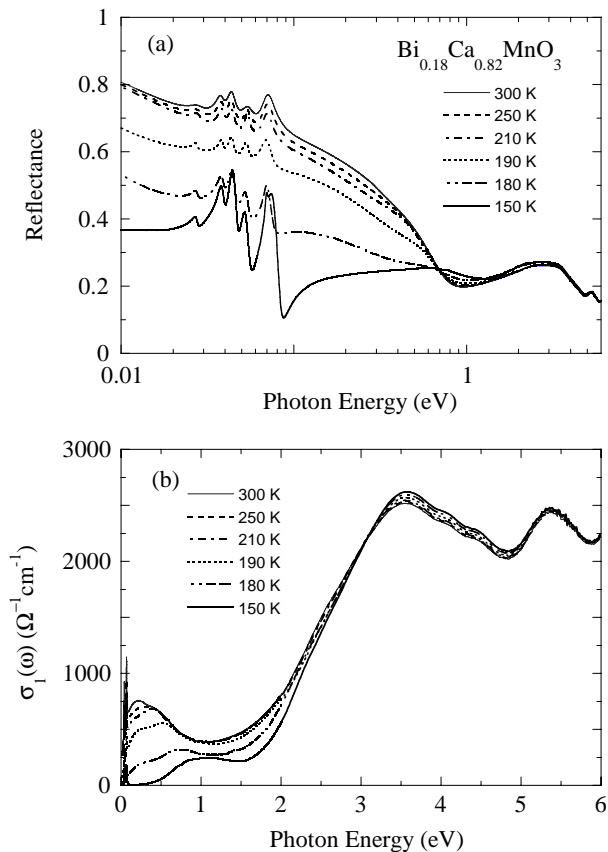 (a)
Bi0.18Ca0.82MnO3
300 K
250 K
210 K
190 K
180 K
150 K
Reflectance
1
0.8
0.6
0.4
0.2
0
0.01
0.1
1
Photon Energy (eV)
(b)
300 K
250 K
210 K
190 K
180 K
150 K
σ1(ω) (Ω−1cm−1)
3000
2000
1000
0
0 1 2 3 4 5 6
Photon Energy (eV)